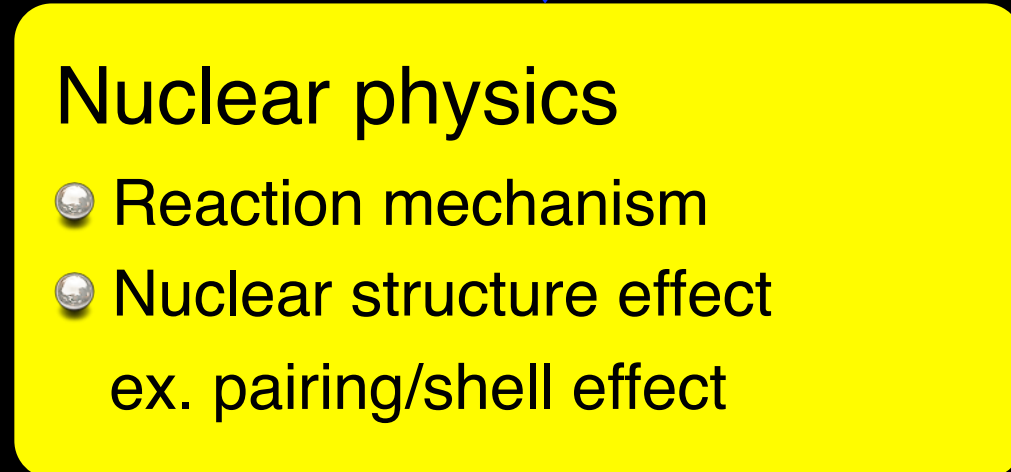 Nuclear physics
Reaction mechanism
Nuclear structure effect
ex. pairing/shell effect